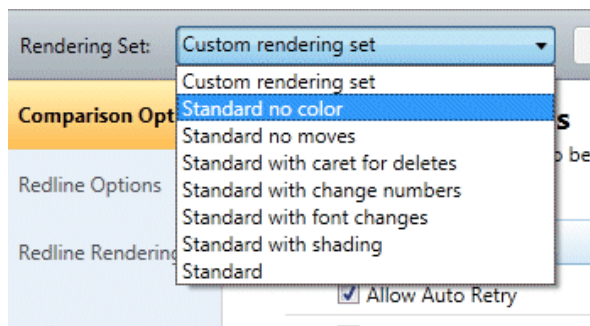 Rendering Set: Custom rendering set
Custom rendering set
Comparison Opt Standard no color s
Standard no moves
Standard with caret for deletes be
Redline Options Standard with change numbers
Standard with font changes
Redline Rendering Standard with shading
Standard
Allow Auto Retry